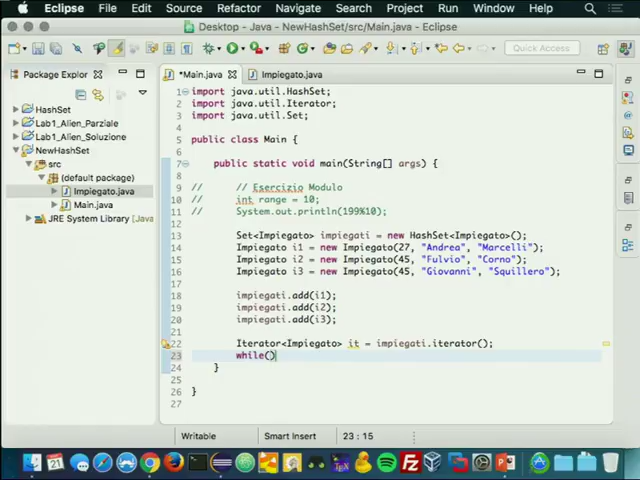 Eclipse File Edit Navigate Search Project Run Window Help
Desktop - Java - NewHashSet/src/Main.java - Eclipse
Quick Access
Package Explor
*Main.java
Impiegato.java
HashSet
Lab1_Alien_Parziale
Lab1_Alien_Soluzione
NewHashSet
src
(default package)
Impiegato.java
Main.java
JRE System Library [JavaS
1 import java.util.HashSet;
2 import java.util.Iterator;
3 import java.util.Set;
4
5 public class Main {
6
7 public static void main(String[] args) {
8
9 // // Esercizio Modulo
10 // int range = 10;
11 // System.out.println(199%10);
12
13 Set<Impiegato> impiegati = new HashSet<Impiegato>();
14 Impiegato i1 = new Impiegato(27, "Andrea", "Marcelli");
15 Impiegato i2 = new Impiegato(45, "Fulvio", "Corno");
16 Impiegato i3 = new Impiegato(45, "Giovanni", "Squillero");
17
18 impiegati.add(i1);
19 impiegati.add(i2);
20 impiegati.add(i3);
21
22 Iterator<Impiegato> it = impiegati.iterator();
23 while()
24 }
25
26 }
27
Writable
Smart Insert
23 : 15